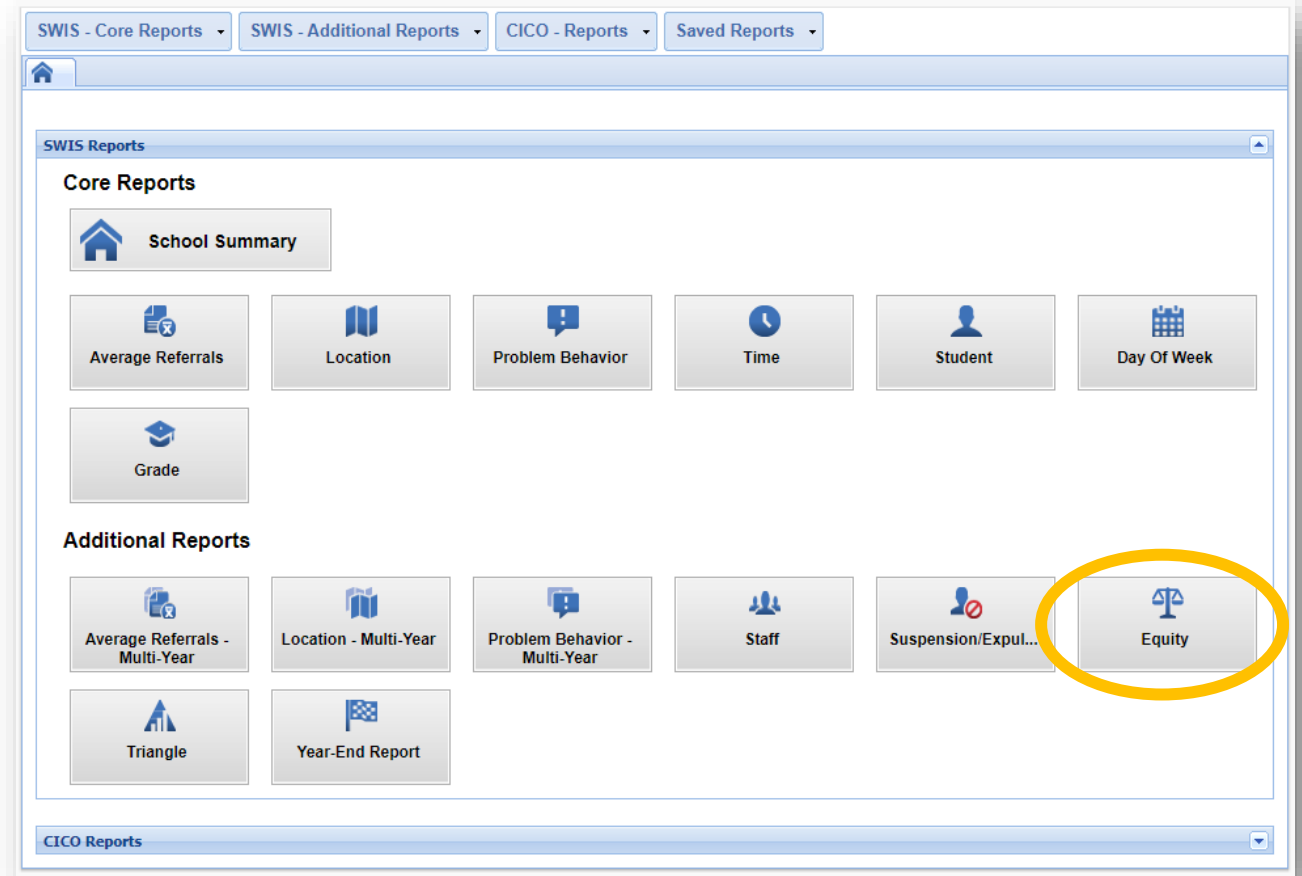 SWIS - Core Reports
SWIS - Additional Reports
CICO - Reports
Saved Reports
SWIS Reports
Core Reports
School Summary
Average Referrals
Location
Problem Behavior
Time
Student
Day Of Week
Grade
Additional Reports
Average Referrals -
Multi-Year
Location - Multi-Year
Problem Behavior -
Multi-Year
Staff
Suspension/Expul...
Equity
Triangle
Year-End Report
CICO Reports